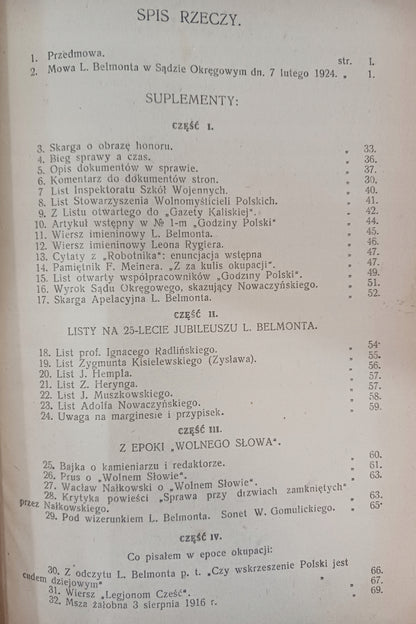 SPIS RZECZY.
str.
1. Przedmowa. I.
2. Mowa L. Belmonta w Sądzie Okręgowym dn. 7 lutego 1924. „ 1.
SUPLEMENTY:
CZĘŚĆ I.
3. Skarga o obrazę honoru. „ 33.
4. Bieg sprawy a czas. „ 36.
5. Opis dokumentów w sprawie. „ 37.
6. Komentarz do dokumentów stron. „ 30.
7 List Inspektoratu Szkół Wojennych. „ 40.
8. List Stowarzyszenia Wolnomyślicieli Polskich. „ 41.
9. Z Listu otwartego do „Gazety Kaliskiej“. „ 42.
10. Artykuł wstępny w № 1-m „Godziny Polski“ „ 44.
11. Wiersz imieninowy L. Belmonta. „ 45.
12. Wiersz imieninowy Leona Rygiera. „ 46.
13. Cytaty z „Robotnika“: enuncjacja wstępna „ 47.
14. Pamiętnik F. Meinera. „Z za kulis okupacji“. „ 47.
15. List otwarty współpracowników „Godziny Polski“. „ 49.
16. Wyrok Sądu Okręgowego, skazujący Nowaczyńskiego. „ 51.
17. Skarga Apelacyjna L. Belmonta. „ 52.
CZĘŚĆ II.
LISTY NA 25-LECIE JUBILEUSZU L. BELMONTA.
18. List prof. Ignacego Radlińskiego. „ 54·
19. List Zygmunta Kisielewskiego (Zysława). „ 55.
20. List J. Hempla. „ 56.
21. List Z. Herynga. „ 57.
22. List J. Muszkowskiego. „ 57.
23. List Adolfa Nowaczyńskiego. „ 58.
24. Uwaga na marginesie i przypisek. „ 59.
CZĘŚĆ III.
Z EPOKI „WOLNEGO SŁOWA“.
25. Bajka o kamieniarzu i redaktorze. „ 60.
26. Prus o „Wolnem Słowie“. „ 61.
27. Wacław Nałkowski o „Wolnem Słowie“. „ 63.
28. Krytyka powieści „Sprawa przy drzwiach zamkniętych“
przez Nałkowskiego. „ 63.
29. Pod wizerunkiem L. Belmonta. Sonet W. Gomulickiego. „ 65·
CZĘŚĆ IV.
Co pisałem w epoce okupacji:
30. Z odczytu L. Belmonta p. t. „Czy wskrzeszenie Polski jest
cudem dziejowym“ „ 66.
31. Wiersz „Legjonom Cześć“. „ 67.
32. Msza żałobna 3 sierpnia 1916 r. „ 69.